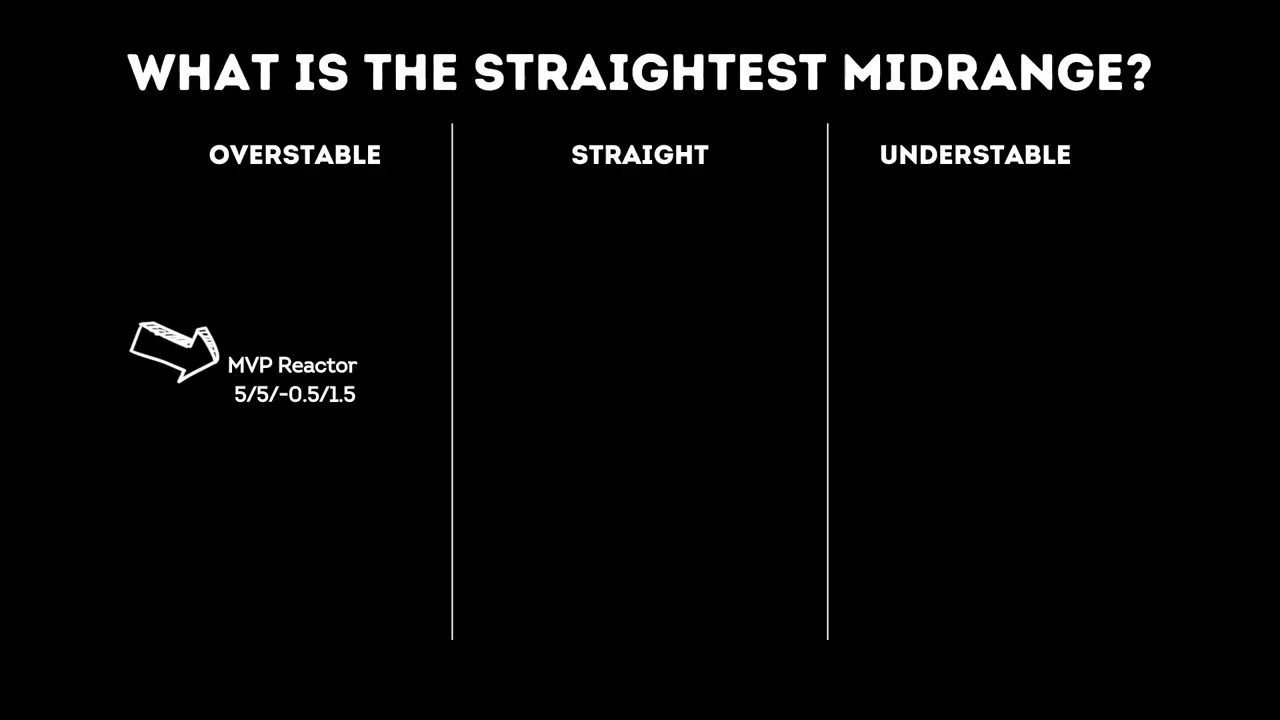 WHAT IS THE STRAIGHTEST MIDRANGE?
OVERSTABLE
STRAIGHT
UNDERSTABLE
MVP Reactor
5/5/-0.5/1.5